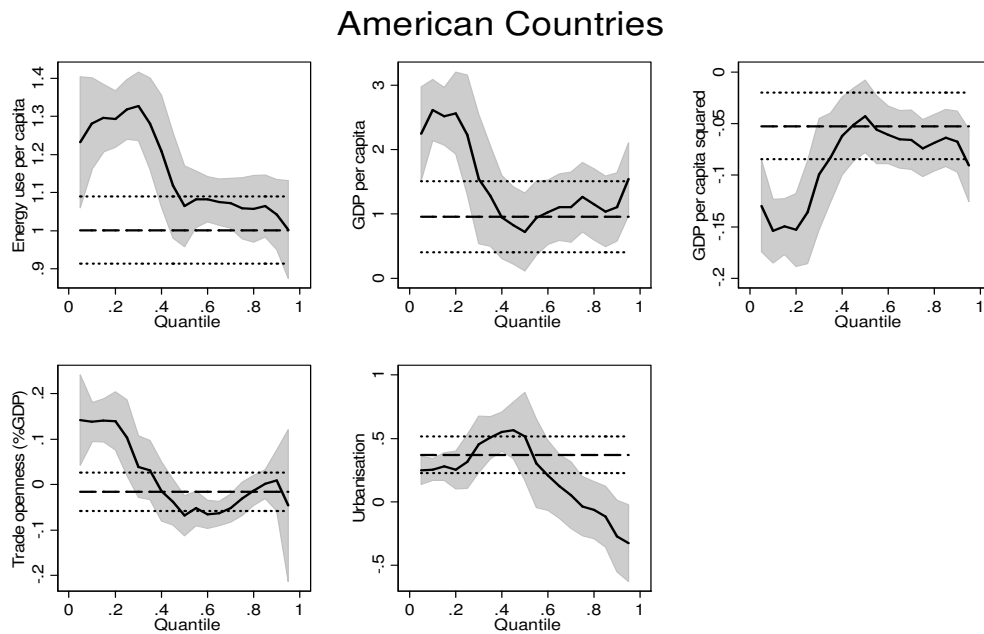 American Countries
Energy use per capita
.9 1 1.1 1.2 1.3 1.4
0 .2 .4 .6 .8 1
Quantile
GDP per capita
0 1 2 3
0 .2 .4 .6 .8 1
Quantile
GDP per capita squared
-.2 -.15 -.1 -.05 0
0 .2 .4 .6 .8 1
Quantile
Trade openness (%GDP)
-.2 -.1 0 .1 .2
0 .2 .4 .6 .8 1
Quantile
Urbanisation
-.5 0 .5 1
0 .2 .4 .6 .8 1
Quantile